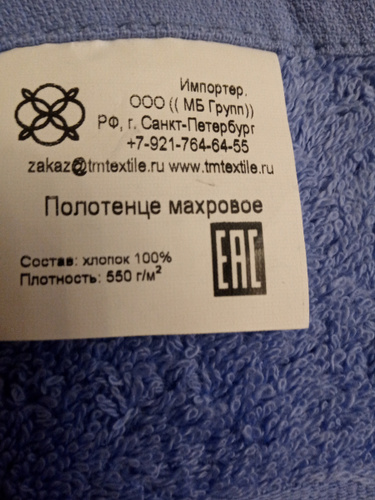 Импортер.
ООО (( МБ Групп))
РФ, г. Санкт-Петербург
+7-921-764-64-55
zakaz@tmtextile.ru www.tmtextile.ru
Полотенце махровое
Состав: хлопок 100%
Плотность: 550 г/м²
EAC